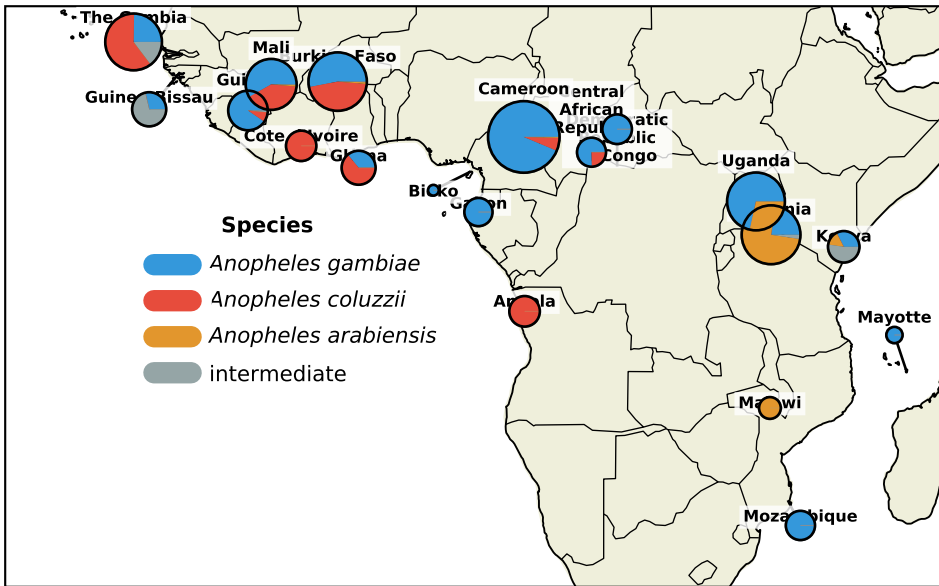 The Gambia
Mali
Burkina Faso
Guinea-Bissau
Cote d'Ivoire
Ghana
Cameroon
Central
African
Republic
Democratic
Congo
Bioko
Gabon
Uganda
Kenya
Angola
Mayotte
Malawi
Mozambique
Species
Anopheles gambiae
Anopheles coluzzii
Anopheles arabiensis
intermediate